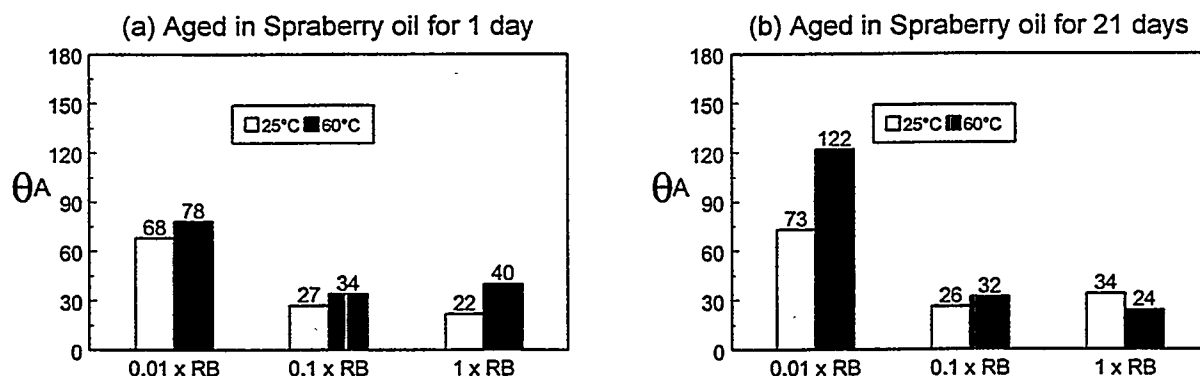 (a) Aged in Spraberry oil for 1 day
180
150
120
90
60
30
0
θA
25°C 60°C
68 78
27 34
22 40
0.01 x RB 0.1 x RB 1 x RB
(b) Aged in Spraberry oil for 21 days
180
150
120
90
60
30
0
θA
25°C 60°C
73 122
26 32
34 24
0.01 x RB 0.1 x RB 1 x RB